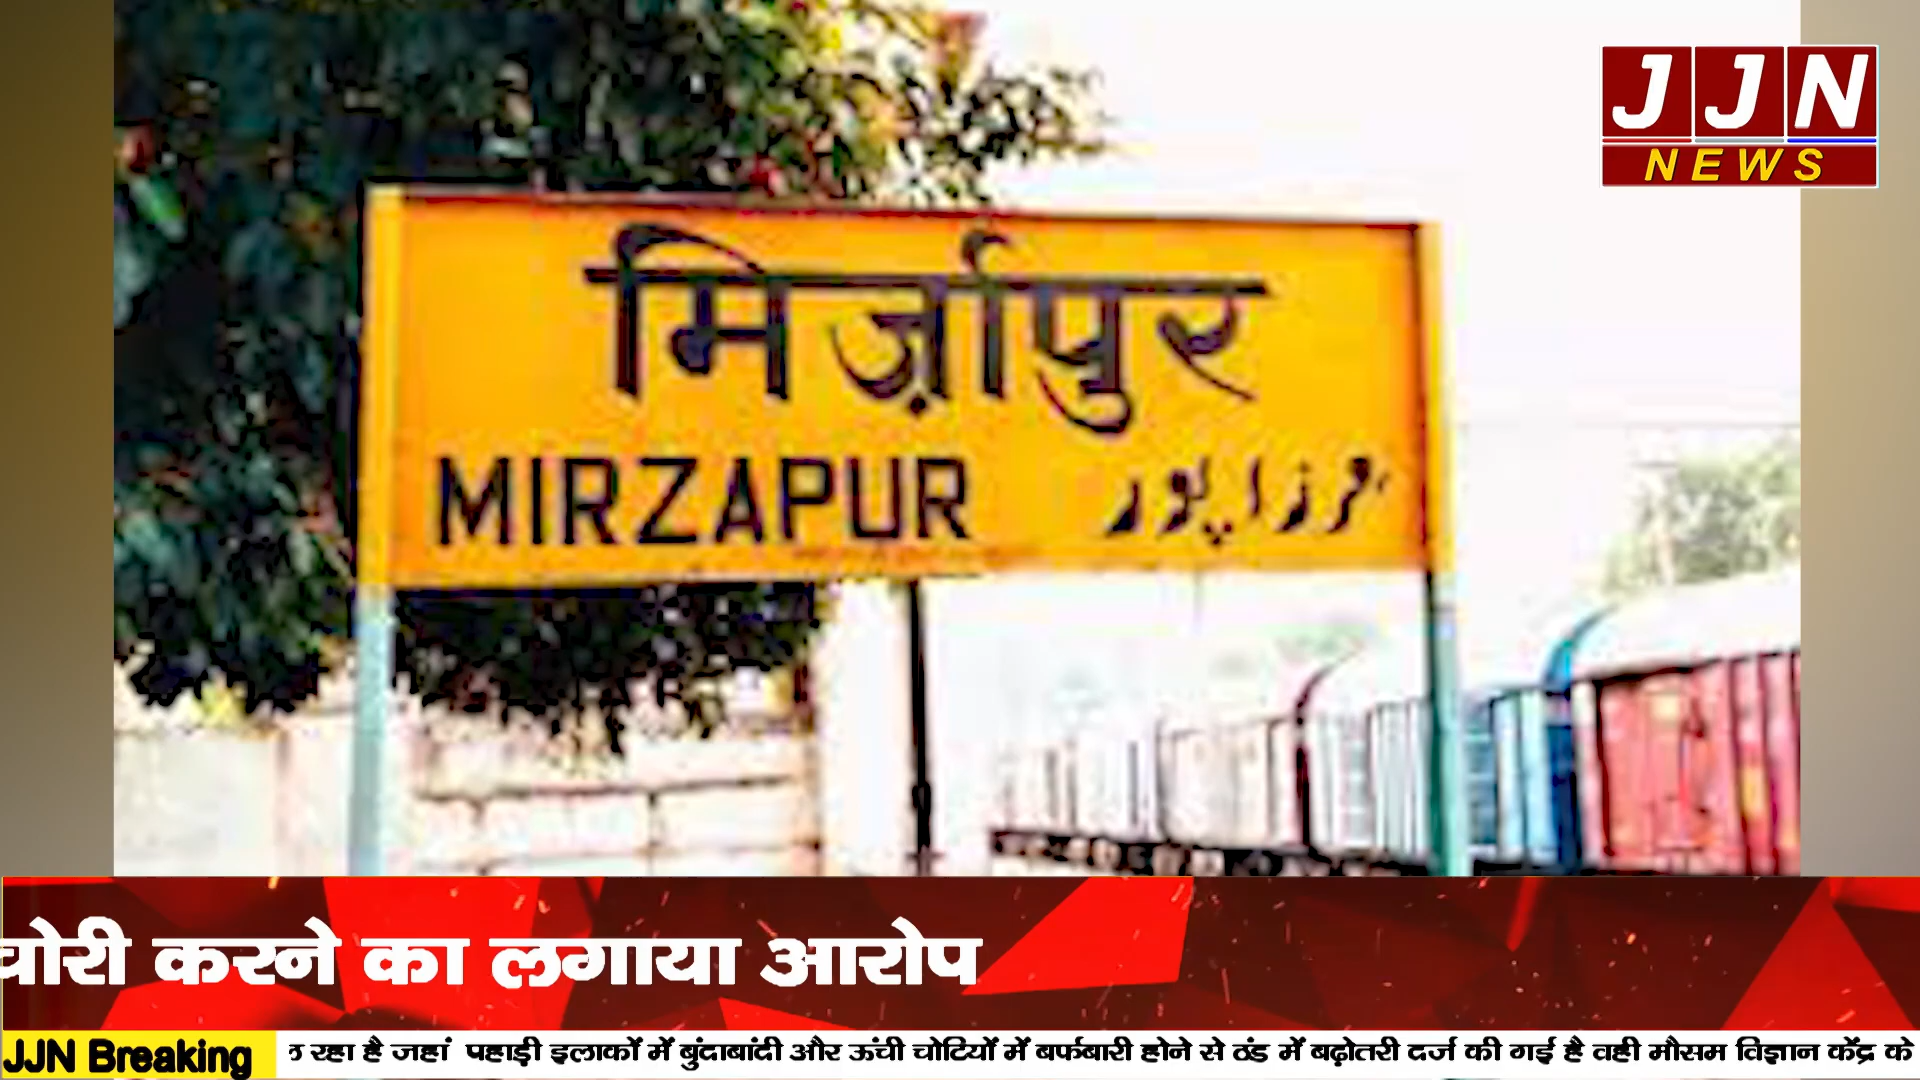 JJN
NEWS
मिर्ज़ापुर
MIRZAPUR مرزاپور
चोरी करने का लगाया आरोप
JJN Breaking रहा है जहां पहाड़ी इलाकों में बुंदाबांदी और ऊंची चोटियों में बर्फबारी होने से ठंड में बढ़ोतरी दर्ज की गई है वही मौसम विज्ञान केंद्र के